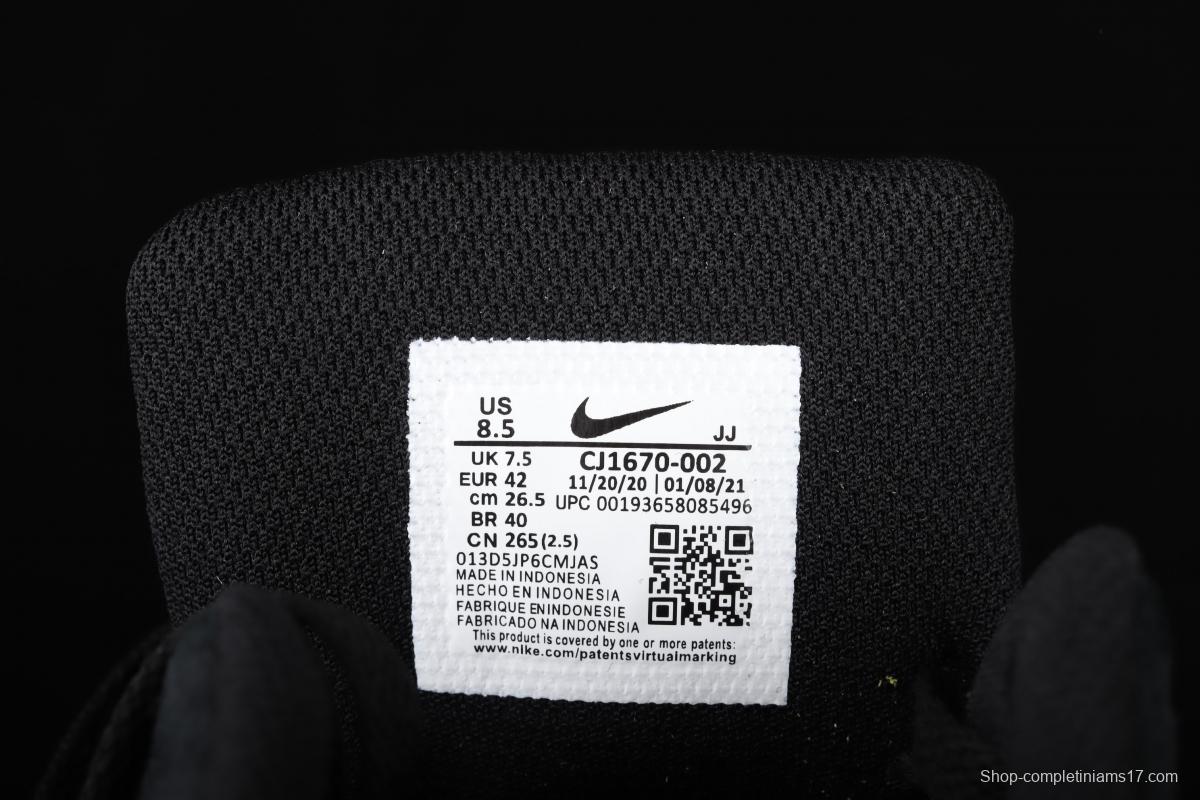 US
8.5
JJ
UK 7.5
EUR 42
cm 26.5
BR 40
CN 265(2.5)
CJ1670-002
11/20/20 | 01/08/21
UPC 00193658085496
013D5JP6CMJAS
MADE IN INDONESIA
HECHO EN INDONESIA
FABRIQUE EN INDONESIE
FABRICADO NA INDONESIA
This product is covered by one or more patents:
www.nike.com/patentsvirtualmarking
Shop-completiniams17.com